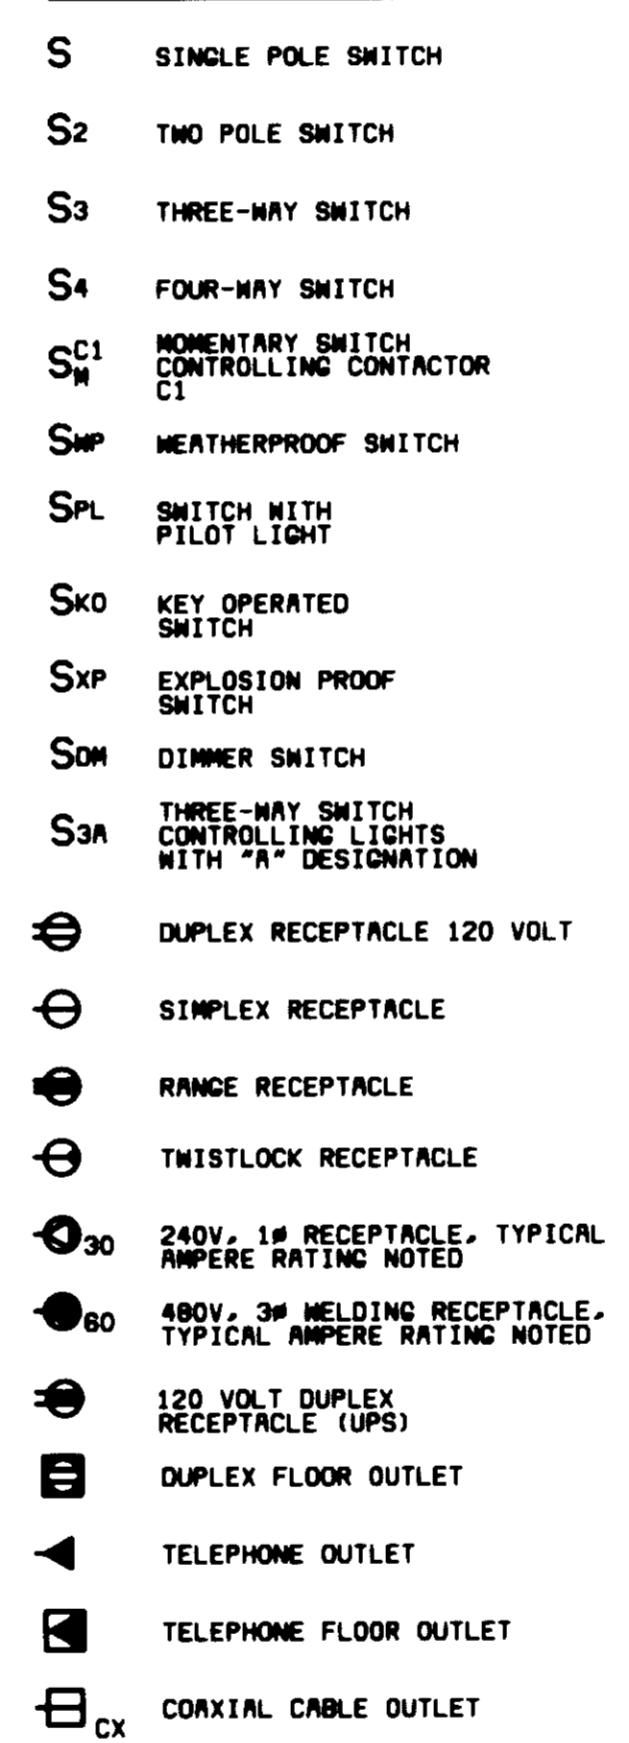 S SINGLE POLE SWITCH
S2 TWO POLE SWITCH
S3 THREE-WAY SWITCH
S4 FOUR-WAY SWITCH
S C1 M MOMENTARY SWITCH
CONTROLLING CONTACTOR
C1
SWP WEATHERPROOF SWITCH
SPL SWITCH WITH
PILOT LIGHT
SKO KEY OPERATED
SWITCH
SXP EXPLOSION PROOF
SWITCH
SDM DIMMER SWITCH
S3A THREE-WAY SWITCH
CONTROLLING LIGHTS
WITH "A" DESIGNATION
DUPLEX RECEPTACLE 120 VOLT
SIMPLEX RECEPTACLE
RANGE RECEPTACLE
TWISTLOCK RECEPTACLE
30 240V, 1Ø RECEPTACLE, TYPICAL
AMPERE RATING NOTED
60 480V, 3Ø WELDING RECEPTACLE,
TYPICAL AMPERE RATING NOTED
120 VOLT DUPLEX
RECEPTACLE (UPS)
DUPLEX FLOOR OUTLET
TELEPHONE OUTLET
TELEPHONE FLOOR OUTLET
CX COAXIAL CABLE OUTLET